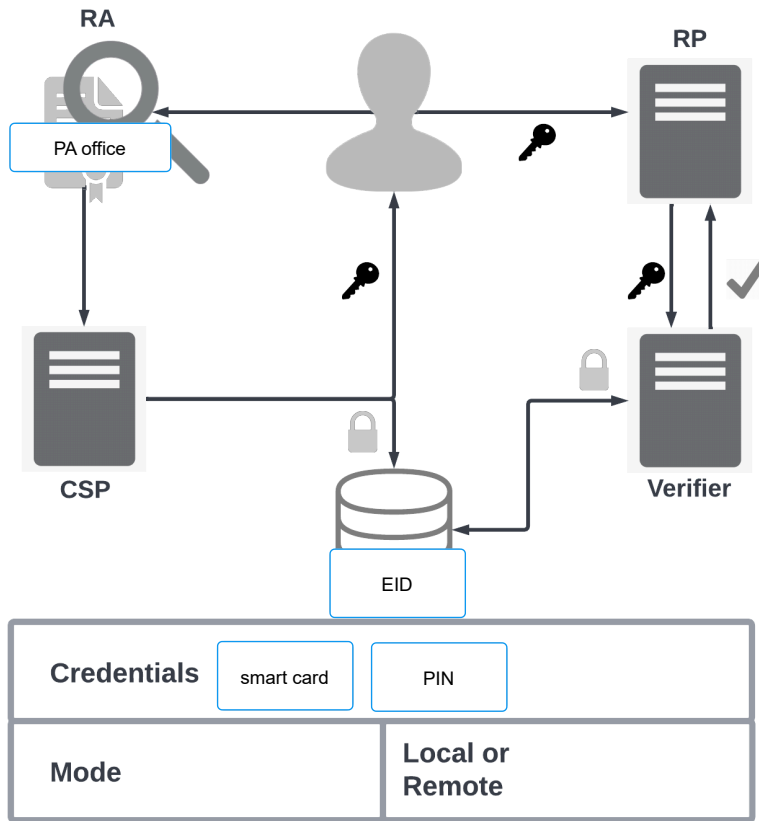 RA
RP
PA office
CSP
Verifier
EID
Credentials smart card PIN
Mode
Local or
Remote